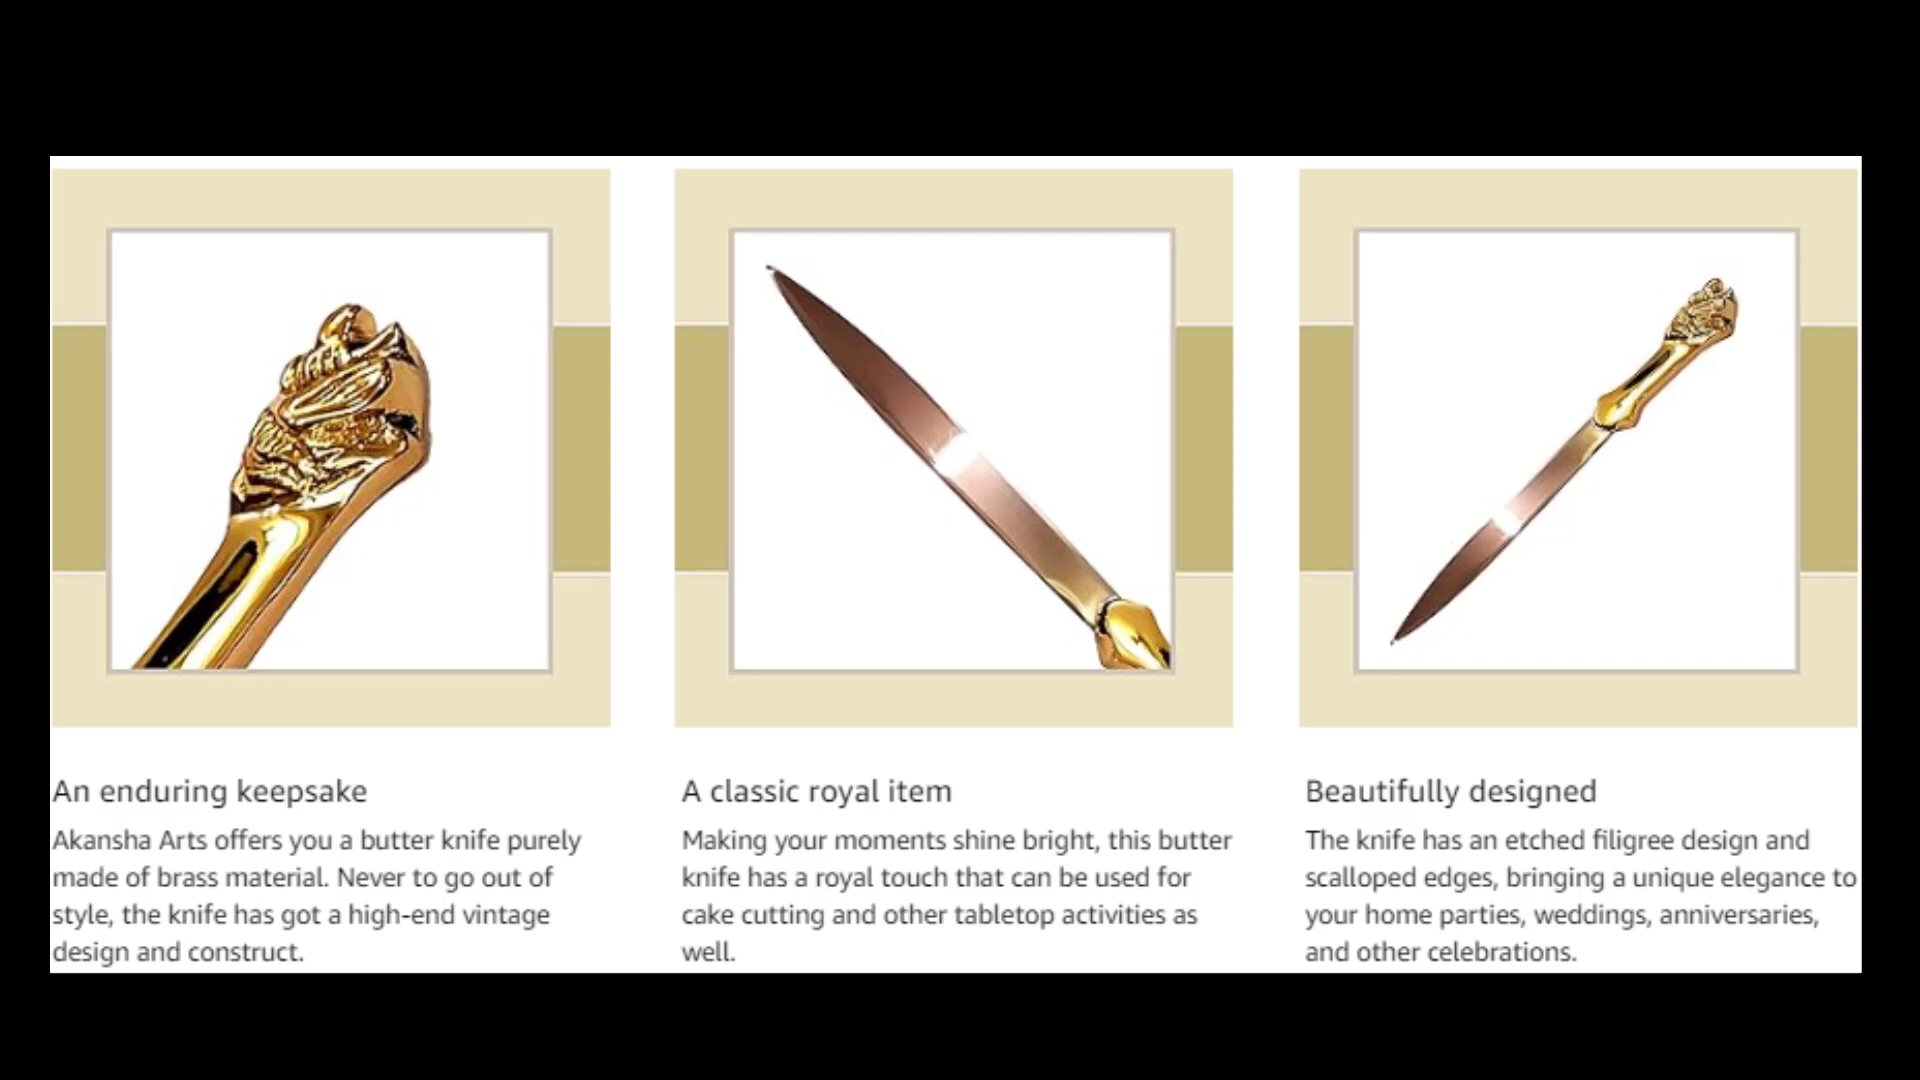 An enduring keepsake
Akansha Arts offers you a butter knife purely
made of brass material. Never to go out of
style, the knife has got a high-end vintage
design and construct.
A classic royal item
Making your moments shine bright, this butter
knife has a royal touch that can be used for
cake cutting and other tabletop activities as
well.
Beautifully designed
The knife has an etched filigree design and
scalloped edges, bringing a unique elegance to
your home parties, weddings, anniversaries,
and other celebrations.